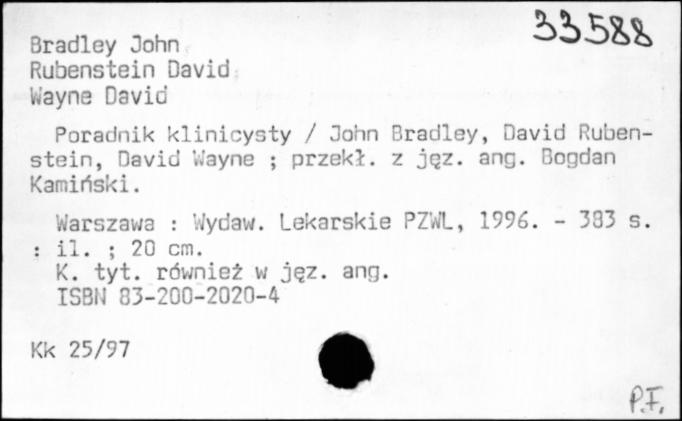 33588
Bradley John
Rubenstein David
Wayne David
Poradnik klinicysty / John Bradley, David Ruben-
stein, David Wayne ; przekł. z jęz. ang. Bogdan
Kamiński.
Warszawa : Wydaw. Lekarskie PZWL, 1996. - 383 s.
: il. ; 20 cm.
K. tyt. również w jęz. ang.
ISBN 83-200-2020-4
Kk 25/97
P.F.